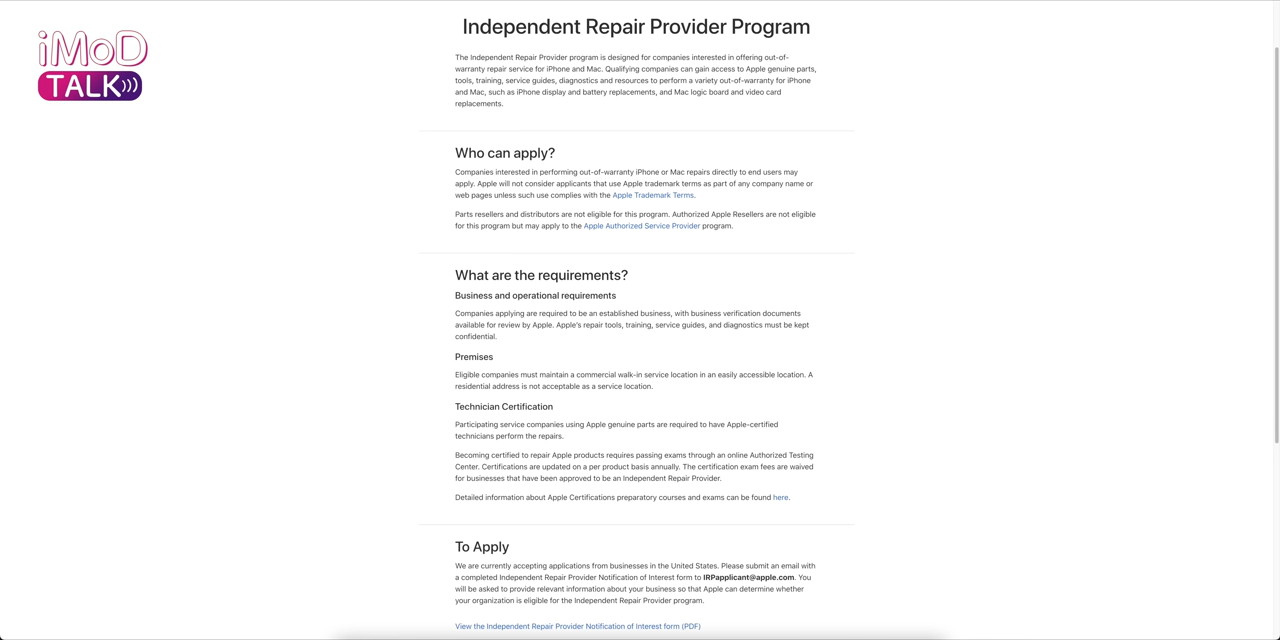 iMoD
TALK
Independent Repair Provider Program
The Independent Repair Provider program is designed for companies interested in offering out-of-
warranty repair service for iPhone and Mac. Qualifying companies can gain access to Apple genuine parts,
tools, training, service guides, diagnostics and resources to perform a variety out-of-warranty for iPhone
and Mac, such as iPhone display and battery replacements, and Mac logic board and video card
replacements.
Who can apply?
Companies interested in performing out-of-warranty iPhone or Mac repairs directly to end users may
apply. Apple will not consider applicants that use Apple trademark terms as part of any company name or
web pages unless such use complies with the Apple Trademark Terms.
Parts resellers and distributors are not eligible for this program. Authorized Apple Resellers are not eligible
for this program but may apply to the Apple Authorized Service Provider program.
What are the requirements?
Business and operational requirements
Companies applying are required to be an established business, with business verification documents
available for review by Apple. Apple's repair tools, training, service guides, and diagnostics must be kept
confidential.
Premises
Eligible companies must maintain a commercial walk-in service location in an easily accessible location. A
residential address is not acceptable as a service location.
Technician Certification
Participating service companies using Apple genuine parts are required to have Apple-certified
technicians perform the repairs.
Becoming certified to repair Apple products requires passing exams through an online Authorized Testing
Center. Certifications are updated on a per product basis annually. The certification exam fees are waived
for businesses that have been approved to be an Independent Repair Provider.
Detailed information about Apple Certifications preparatory courses and exams can be found here.
To Apply
We are currently accepting applications from businesses in the United States. Please submit an email with
a completed Independent Repair Provider Notification of Interest form to IRPapplicant@apple.com. You
will be asked to provide relevant information about your business so that Apple can determine whether
your organization is eligible for the Independent Repair Provider program.
View the Independent Repair Provider Notification of Interest form (PDF)